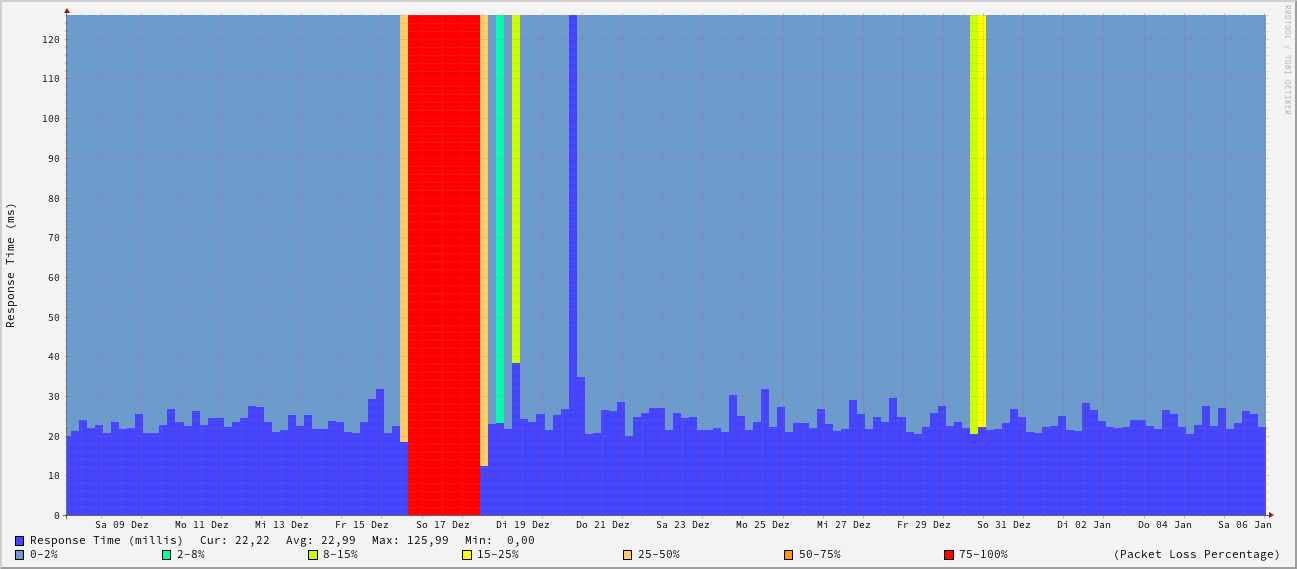 RRDTOOL / TOBI OETIKER
Response Time (ms)
120
110
100
90
80
70
60
50
40
30
20
10
0
Sa 09 Dez Mo 11 Dez Mi 13 Dez Fr 15 Dez So 17 Dez Di 19 Dez Do 21 Dez Sa 23 Dez Mo 25 Dez Mi 27 Dez Fr 29 Dez So 31 Dez Di 02 Jan Do 04 Jan Sa 06 Jan
Response Time (millis) Cur: 22,22 Avg: 22,99 Max: 125,99 Min: 0,00
0-2% 2-8% 8-15% 15-25% 25-50% 50-75% 75-100% (Packet Loss Percentage)